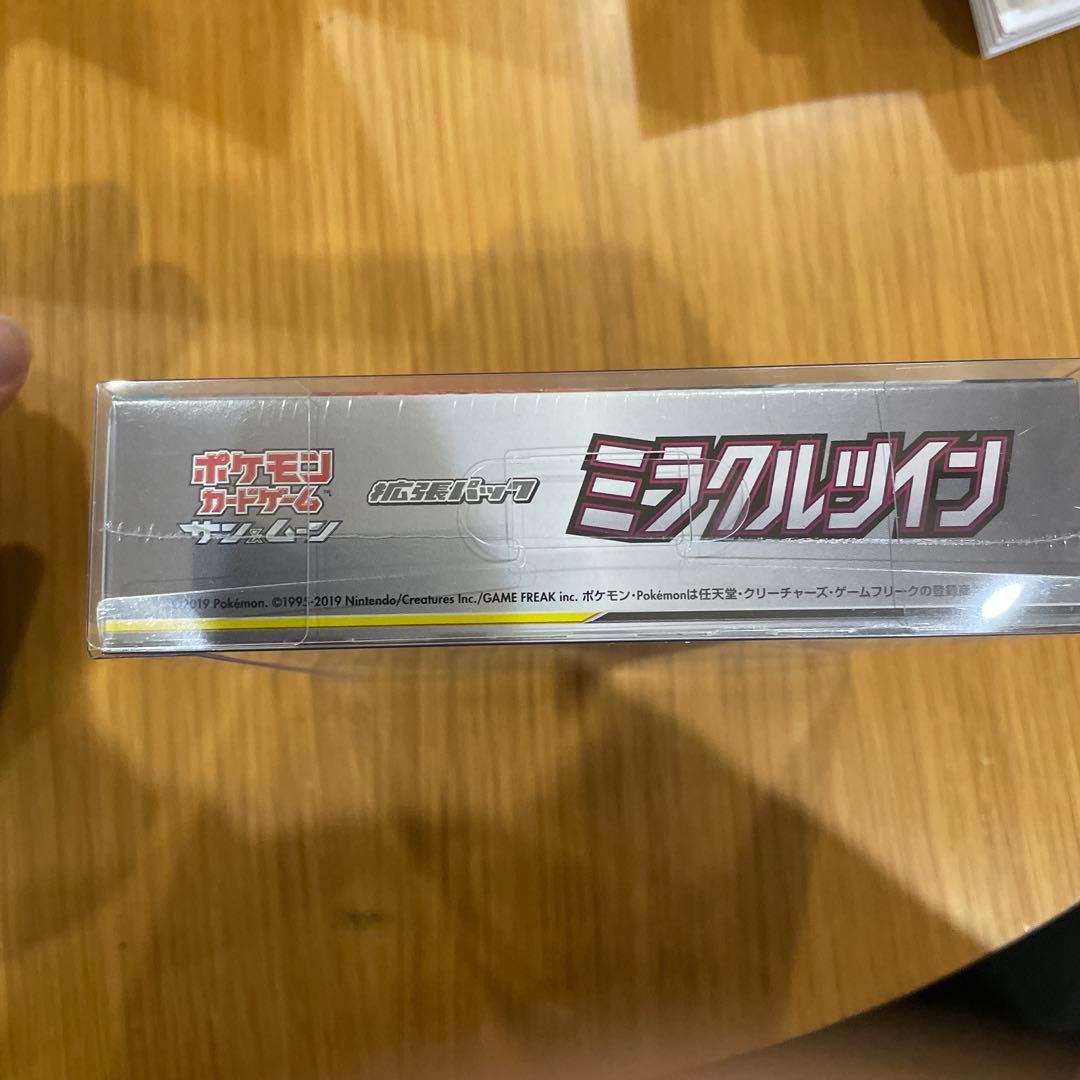 ポケモン
カードゲーム
サン&ムーン
拡張パック
ミラクルツイン
©2019 Pokémon. ©1995-2019 Nintendo/Creatures Inc./GAME FREAK inc. ポケモン・Pokémonは任天堂・クリーチャーズ・ゲームフリークの登録商